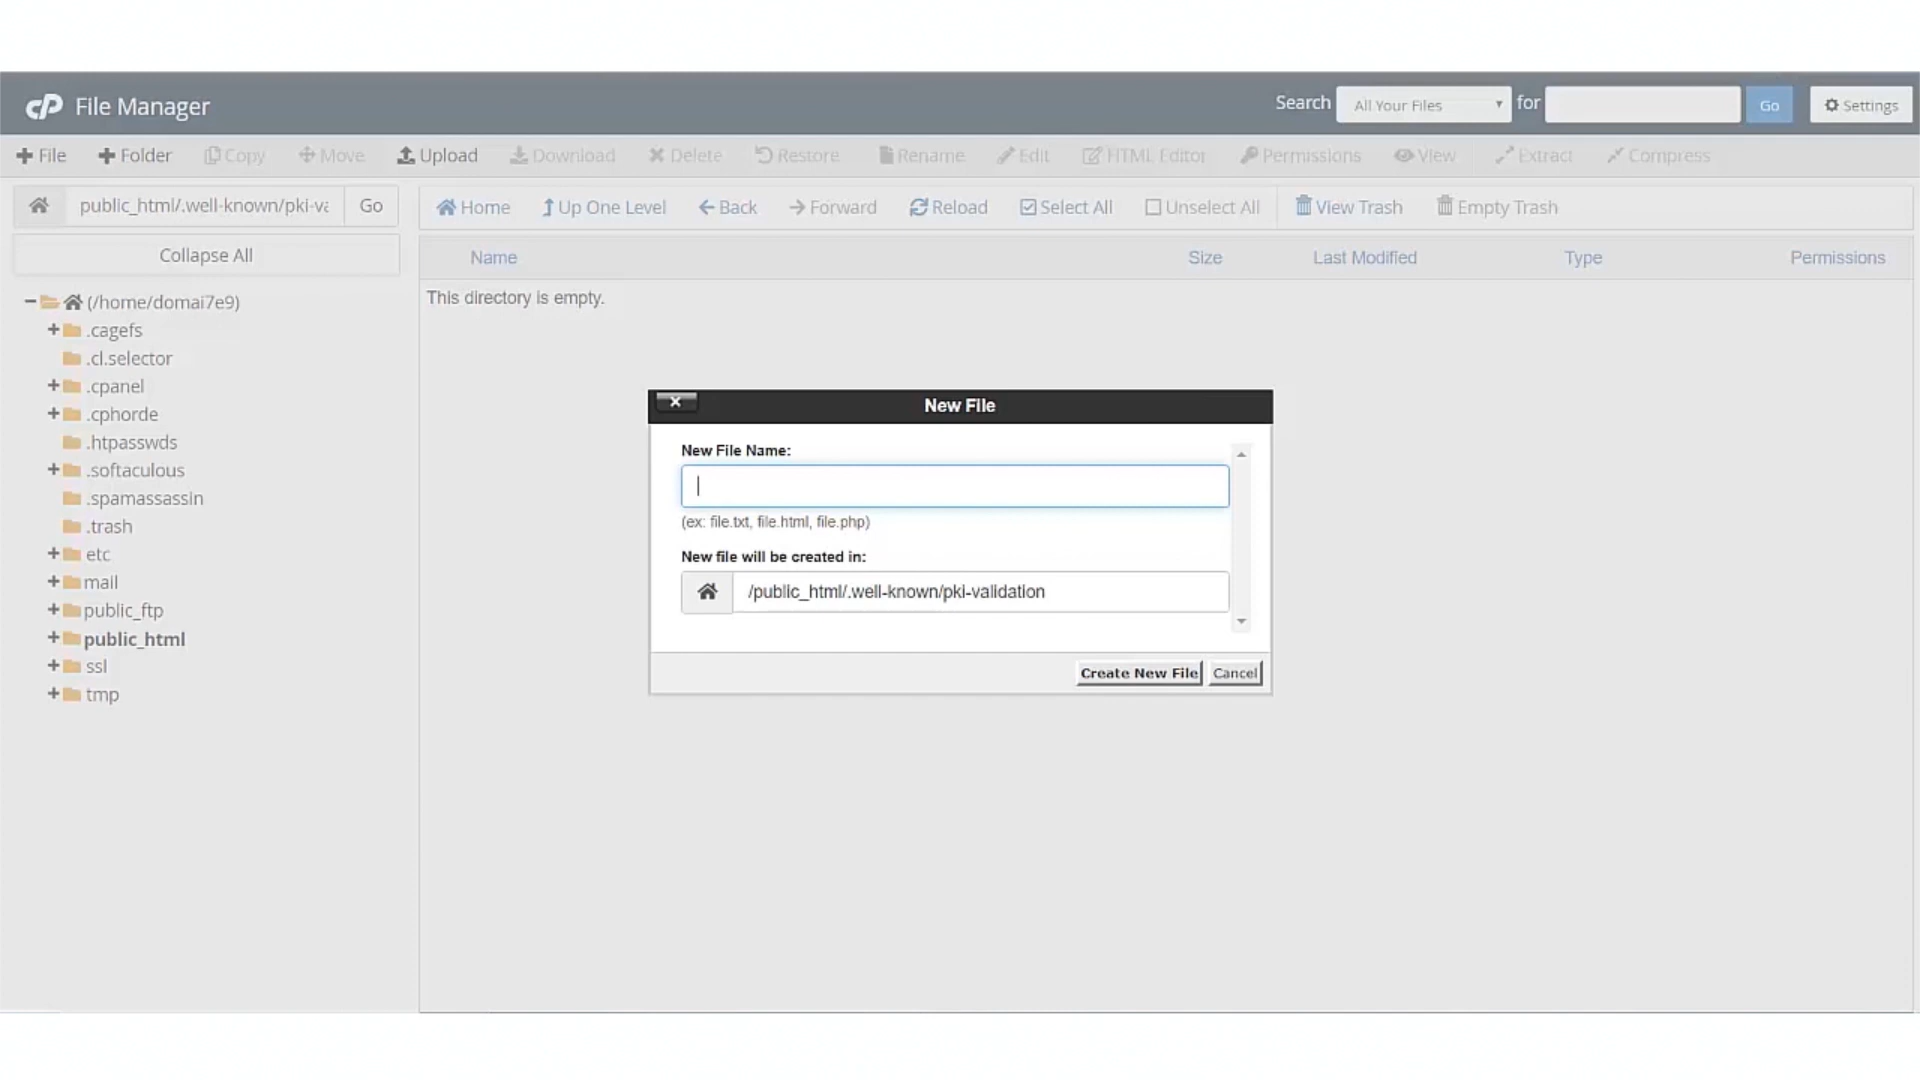 cP File Manager Search All Your Files for Go Settings
File Folder Copy Move Upload Download Delete Restore Rename Edit HTML Editor Permissions View Extract Compress
public_html/.well-known/pki-va Go Home Up One Level Back Forward Reload Select All Unselect All View Trash Empty Trash
Collapse All
Name Size Last Modified Type Permissions
This directory is empty.
(/home/domai7e9)
.cagefs
.cl.selector
.cpanel
.cphorde
.htpasswds
.softaculous
.spamassassin
.trash
etc
mail
public_ftp
public_html
ssl
tmp
New File
New File Name:
(ex: file.txt, file.html, file.php)
New file will be created in:
/public_html/.well-known/pki-validation
Create New File Cancel